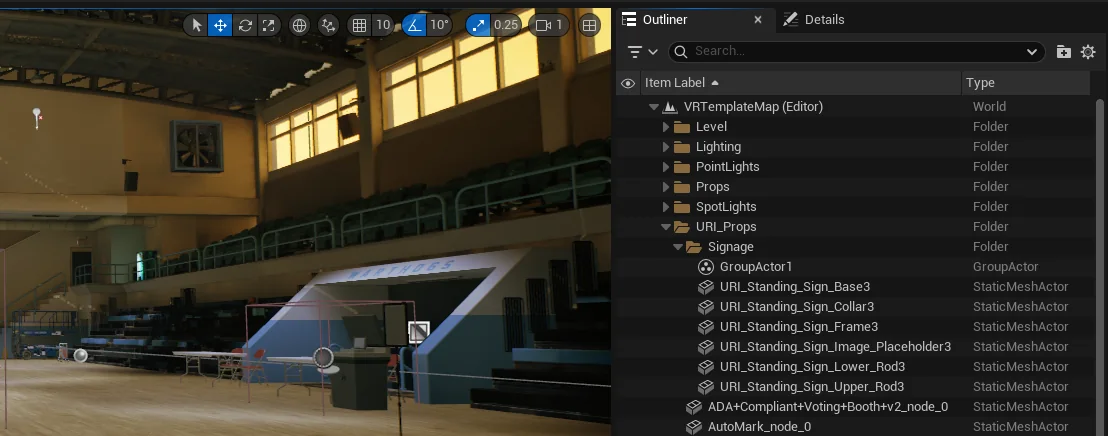 10 10° 0.25 1
Outliner × Details
Search...
Item Label Type
VRTemplateMap (Editor) World
Level Folder
Lighting Folder
PointLights Folder
Props Folder
SpotLights Folder
URI_Props Folder
Signage Folder
GroupActor1 GroupActor
URI_Standing_Sign_Base3 StaticMeshActor
URI_Standing_Sign_Collar3 StaticMeshActor
URI_Standing_Sign_Frame3 StaticMeshActor
URI_Standing_Sign_Image_Placeholder3 StaticMeshActor
URI_Standing_Sign_Lower_Rod3 StaticMeshActor
URI_Standing_Sign_Upper_Rod3 StaticMeshActor
ADA+Compliant+Voting+Booth+v2_node_0 StaticMeshActor
AutoMark_node_0 StaticMeshActor
WARTHOGS